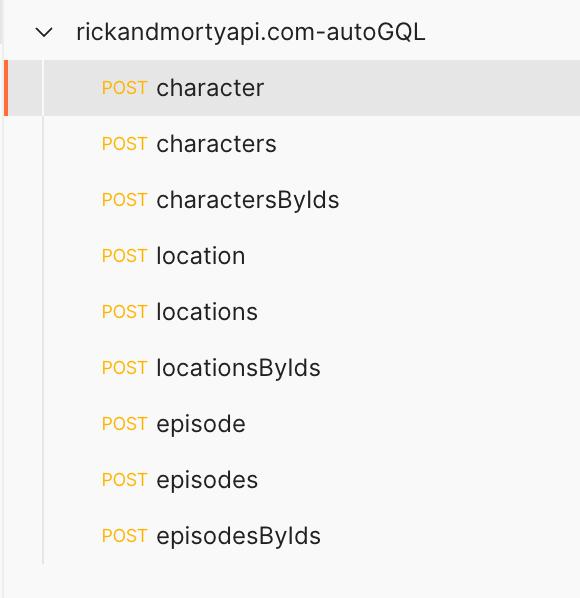 rickandmortyapi.com-autoGQL
POST character
POST characters
POST charactersByIds
POST location
POST locations
POST locationsByIds
POST episode
POST episodes
POST episodesByIds